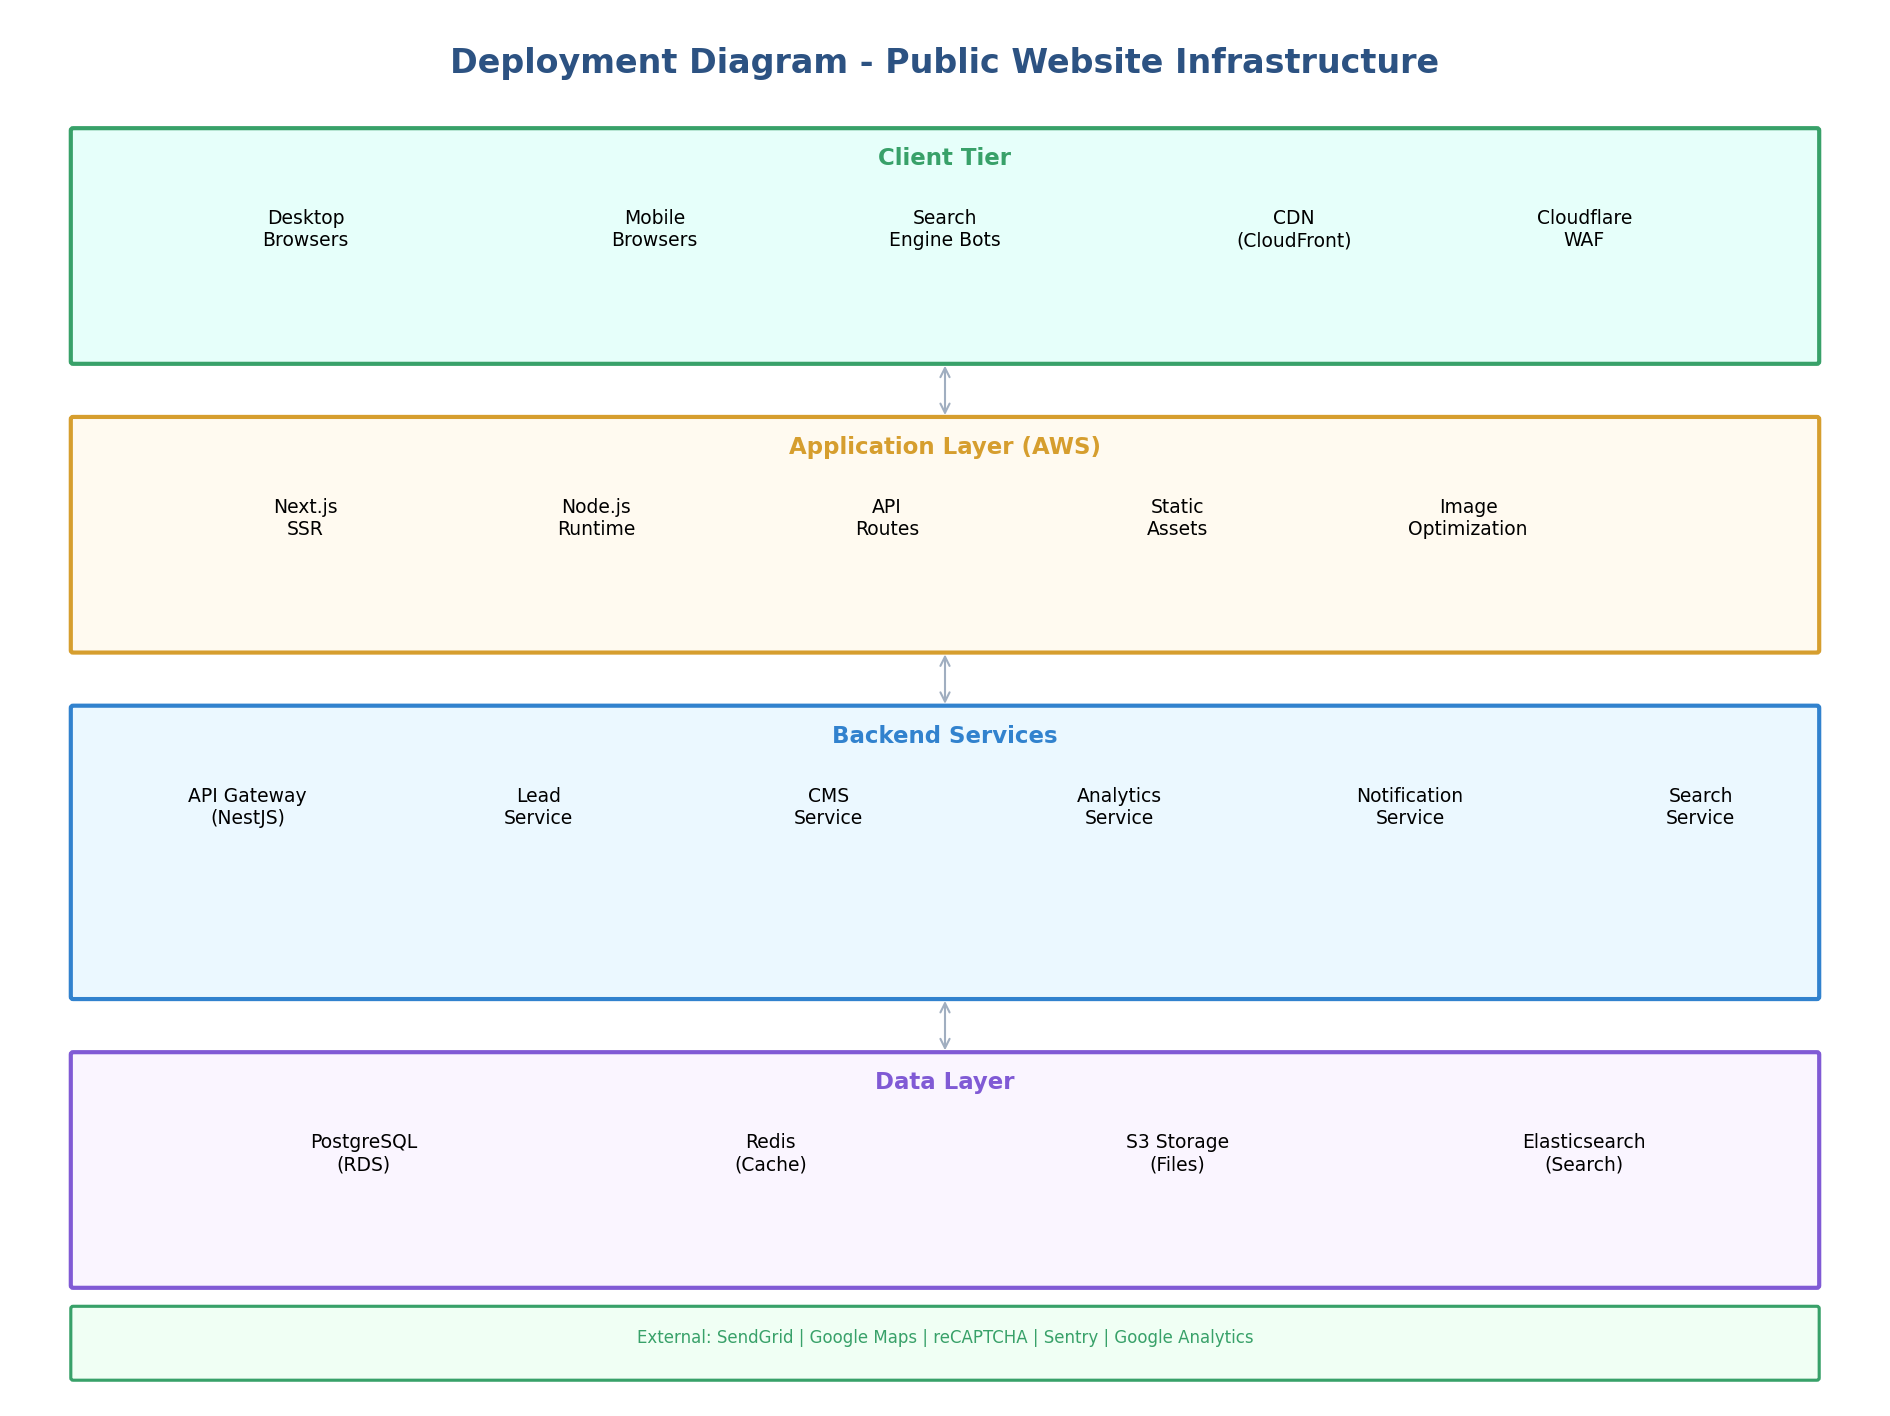 Deployment Diagram - Public Website Infrastructure
Client Tier
Desktop
Browsers
Mobile
Browsers
Search
Engine Bots
CDN
(CloudFront)
Cloudflare
WAF
Application Layer (AWS)
Next.js
SSR
Node.js
Runtime
API
Routes
Static
Assets
Image
Optimization
Backend Services
API Gateway
(NestJS)
Lead
Service
CMS
Service
Analytics
Service
Notification
Service
Search
Service
Data Layer
PostgreSQL
(RDS)
Redis
(Cache)
S3 Storage
(Files)
Elasticsearch
(Search)
External: SendGrid | Google Maps | reCAPTCHA | Sentry | Google Analytics